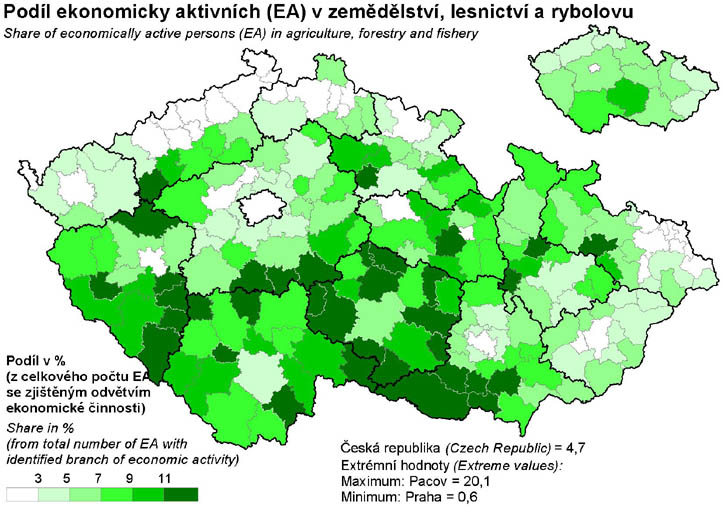 Podíl ekonomicky aktivních (EA) v zemědělství, lesnictví a rybolovu
Share of economically active persons (EA) in agriculture, forestry and fishery
Podíl v %
(z celkového počtu EA
se zjištěným odvětvím
ekonomické činnosti)
Share in %
(from total number of EA with
identified branch of economic activity)
3 5 7 9 11
Česká republika (Czech Republic) = 4,7
Extrémní hodnoty (Extreme values):
Maximum: Pacov = 20,1
Minimum: Praha = 0,6